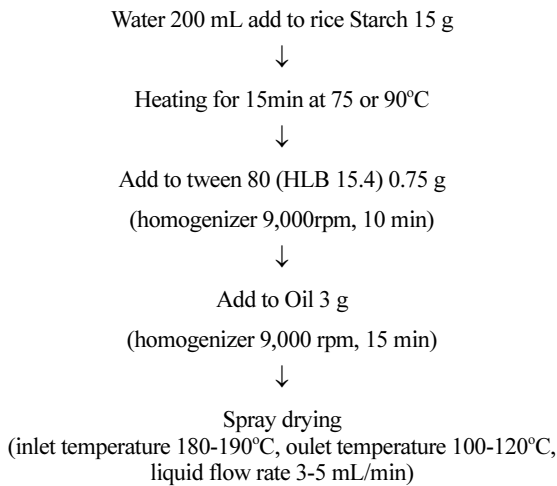 Water 200 mL add to rice Starch 15 g
↓
Heating for 15min at 75 or 90°C
↓
Add to tween 80 (HLB 15.4) 0.75 g
(homogenizer 9,000rpm, 10 min)
↓
Add to Oil 3 g
(homogenizer 9,000 rpm, 15 min)
↓
Spray drying
(inlet temperature 180-190°C, oulet temperature 100-120°C,
liquid flow rate 3-5 mL/min)